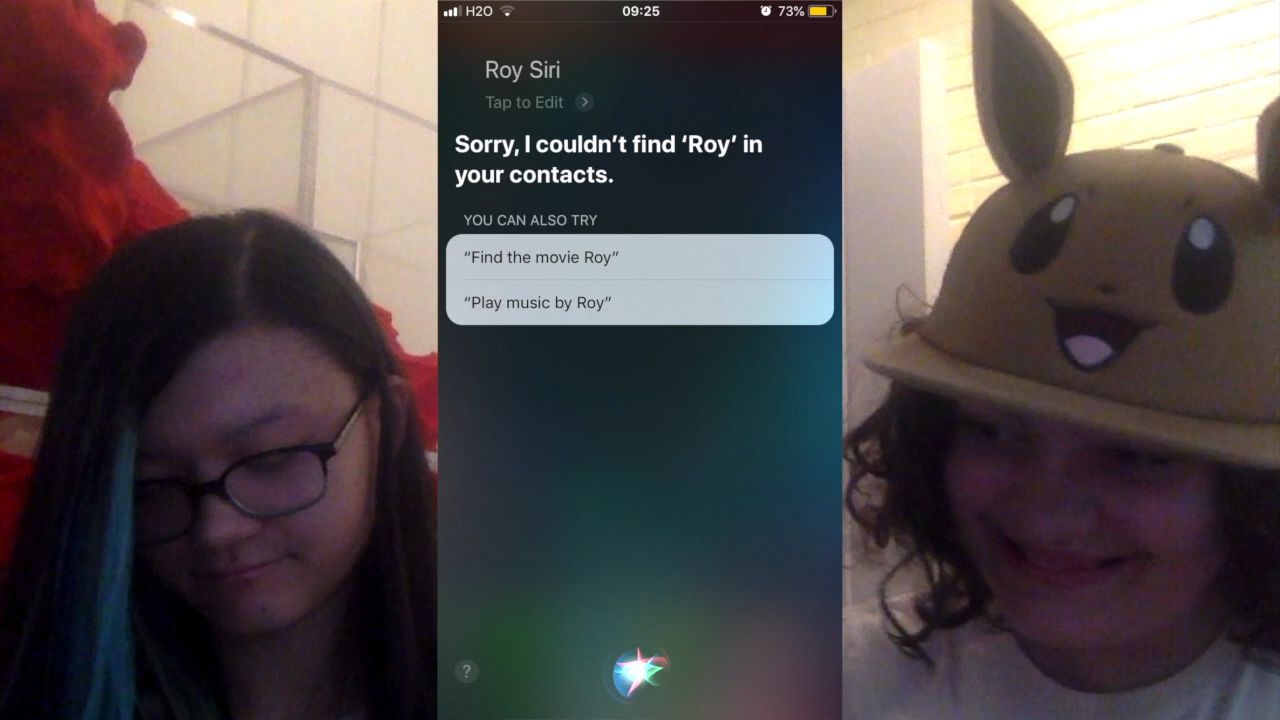 H2O 09:25 73%
Roy Siri
Tap to Edit
Sorry, I couldn’t find ‘Roy’ in
your contacts.
YOU CAN ALSO TRY
“Find the movie Roy”
“Play music by Roy”
?